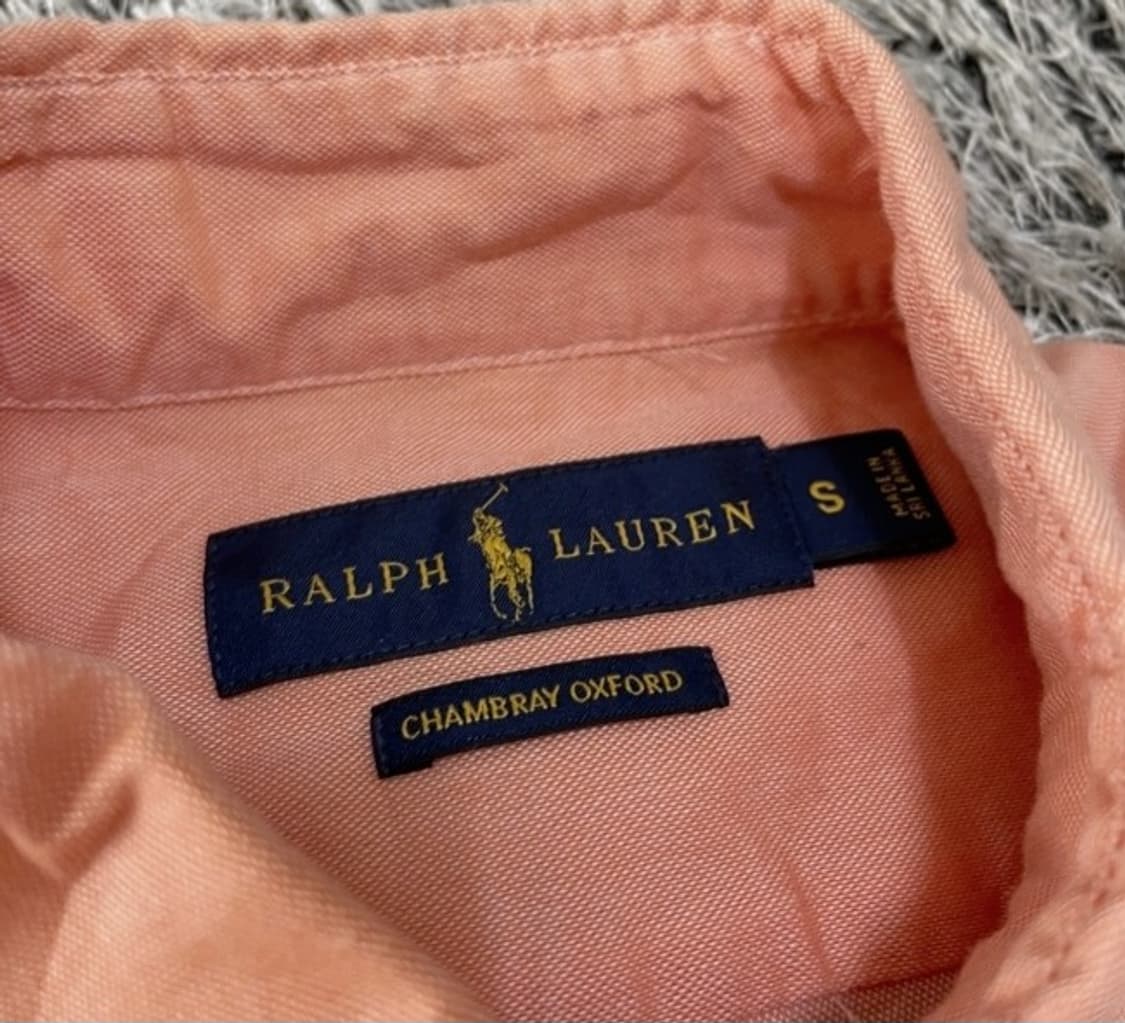 RALPH LAUREN
S
MADE IN
SRI LANKA
CHAMBRAY OXFORD